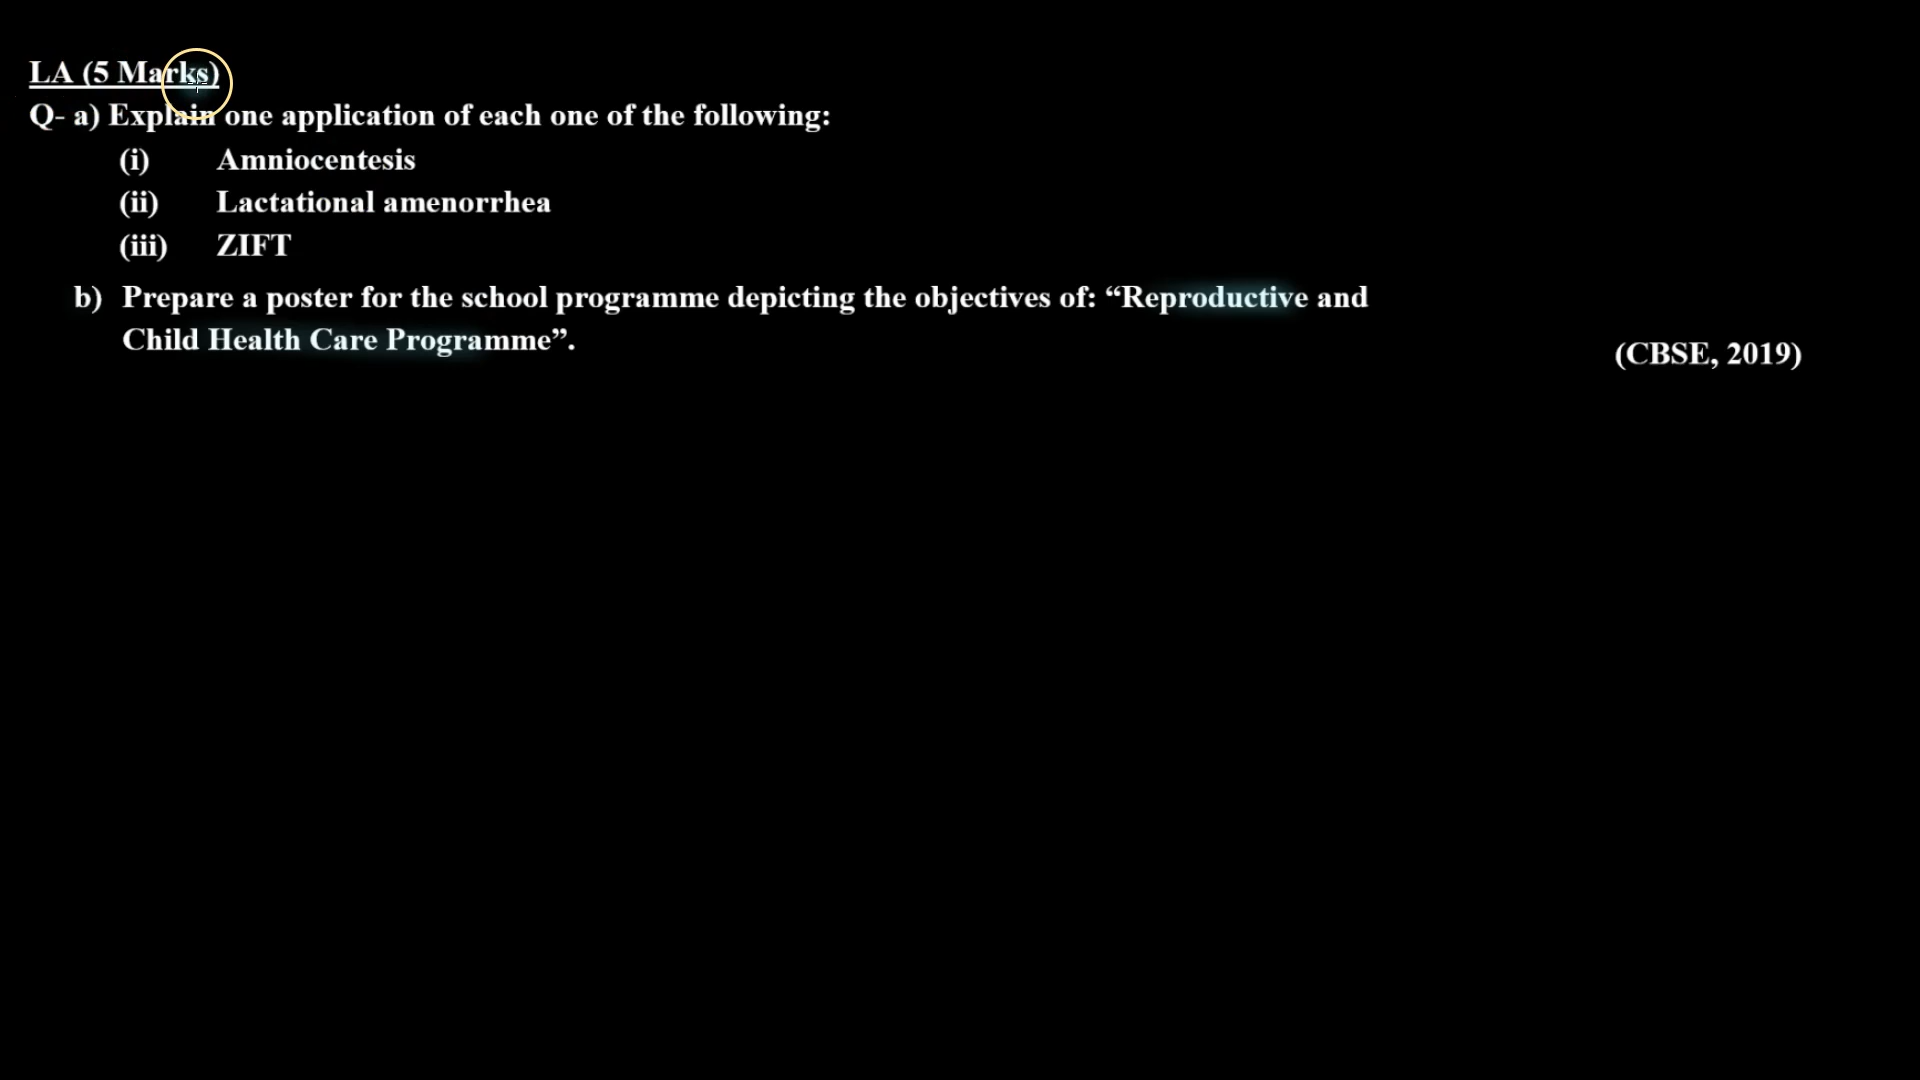 LA (5 Marks)
Q- a) Explain one application of each one of the following:
(i) Amniocentesis
(ii) Lactational amenorrhea
(iii) ZIFT
b) Prepare a poster for the school programme depicting the objectives of: “Reproductive and
Child Health Care Programme”.
(CBSE, 2019)